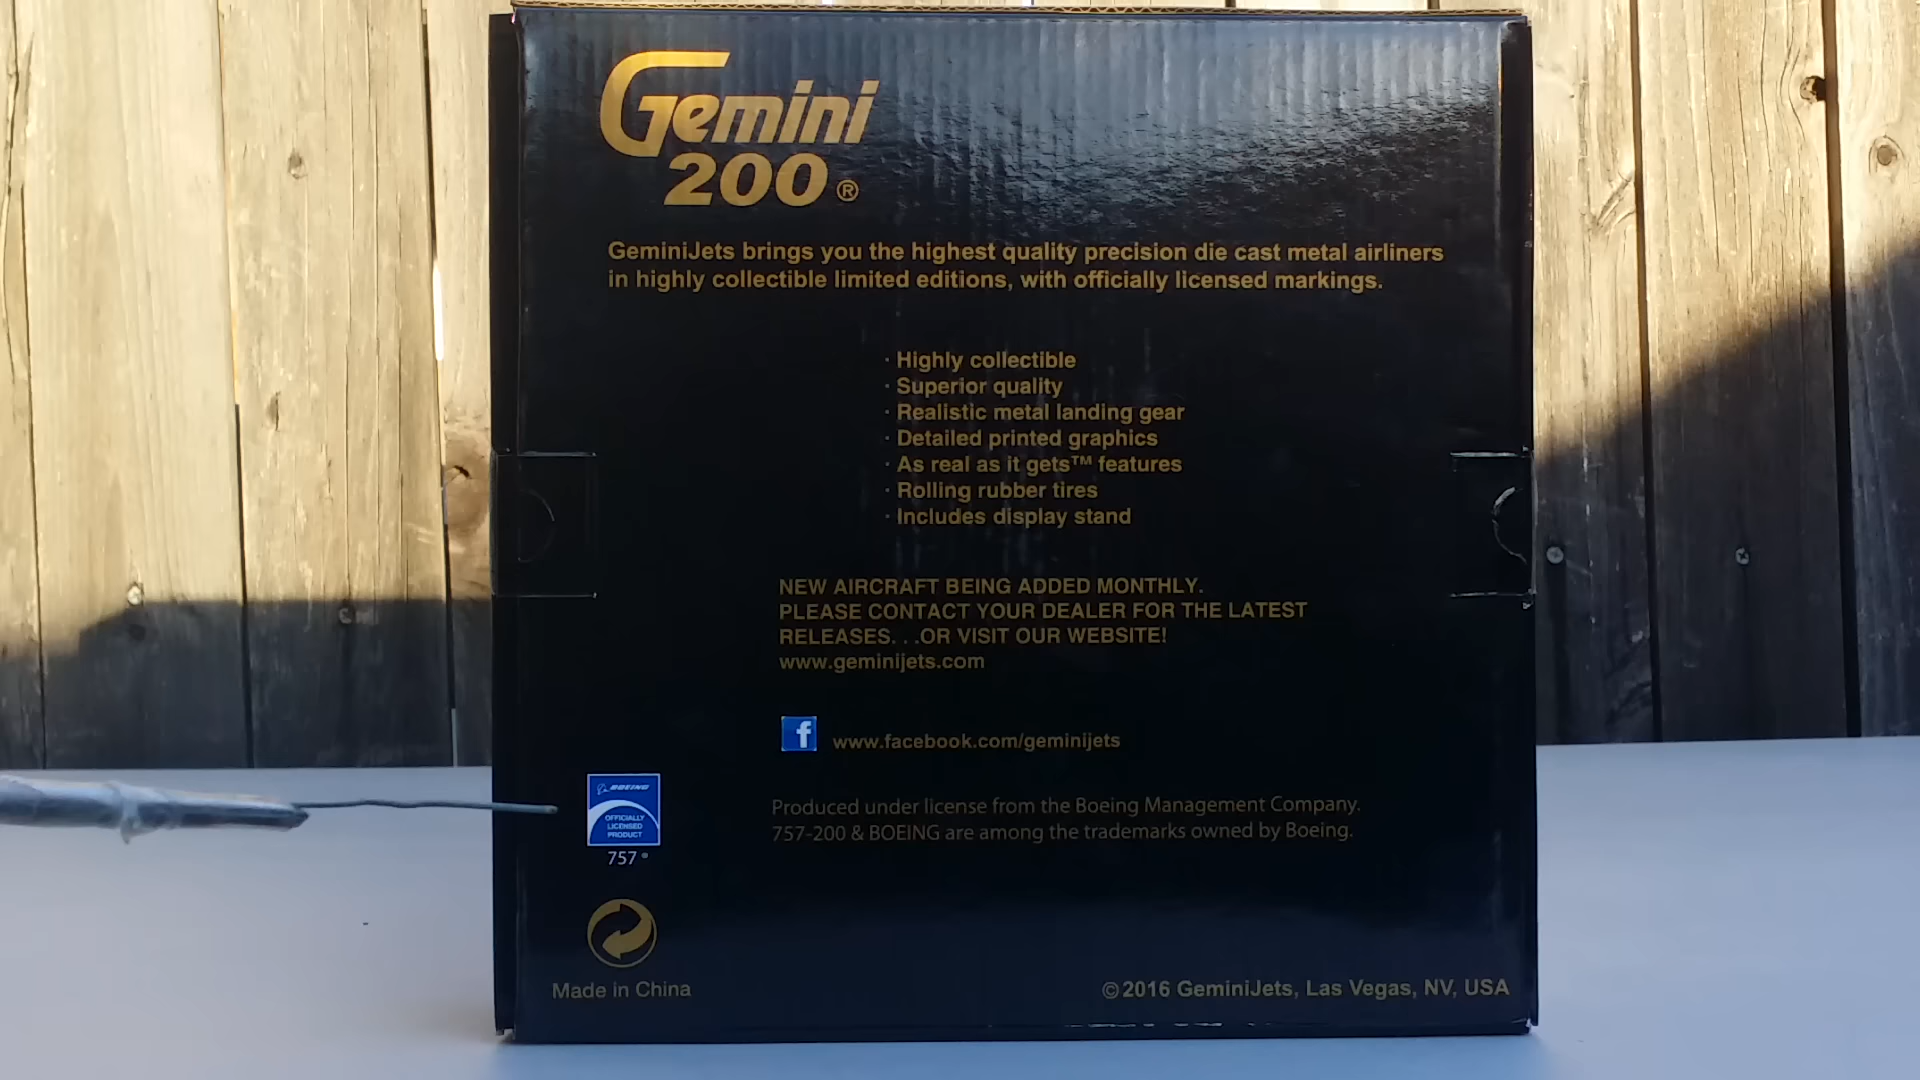 Gemini
200®
GeminiJets brings you the highest quality precision die cast metal airliners
in highly collectible limited editions, with officially licensed markings.
· Highly collectible
· Superior quality
· Realistic metal landing gear
· Detailed printed graphics
· As real as it gets™ features
· Rolling rubber tires
· Includes display stand
NEW AIRCRAFT BEING ADDED MONTHLY.
PLEASE CONTACT YOUR DEALER FOR THE LATEST
RELEASES. . .OR VISIT OUR WEBSITE!
www.geminijets.com
f www.facebook.com/geminijets
BOEING
OFFICIALLY
LICENSED
PRODUCT
757®
Produced under license from the Boeing Management Company.
757-200 & BOEING are among the trademarks owned by Boeing.
Made in China
©2016 GeminiJets, Las Vegas, NV, USA